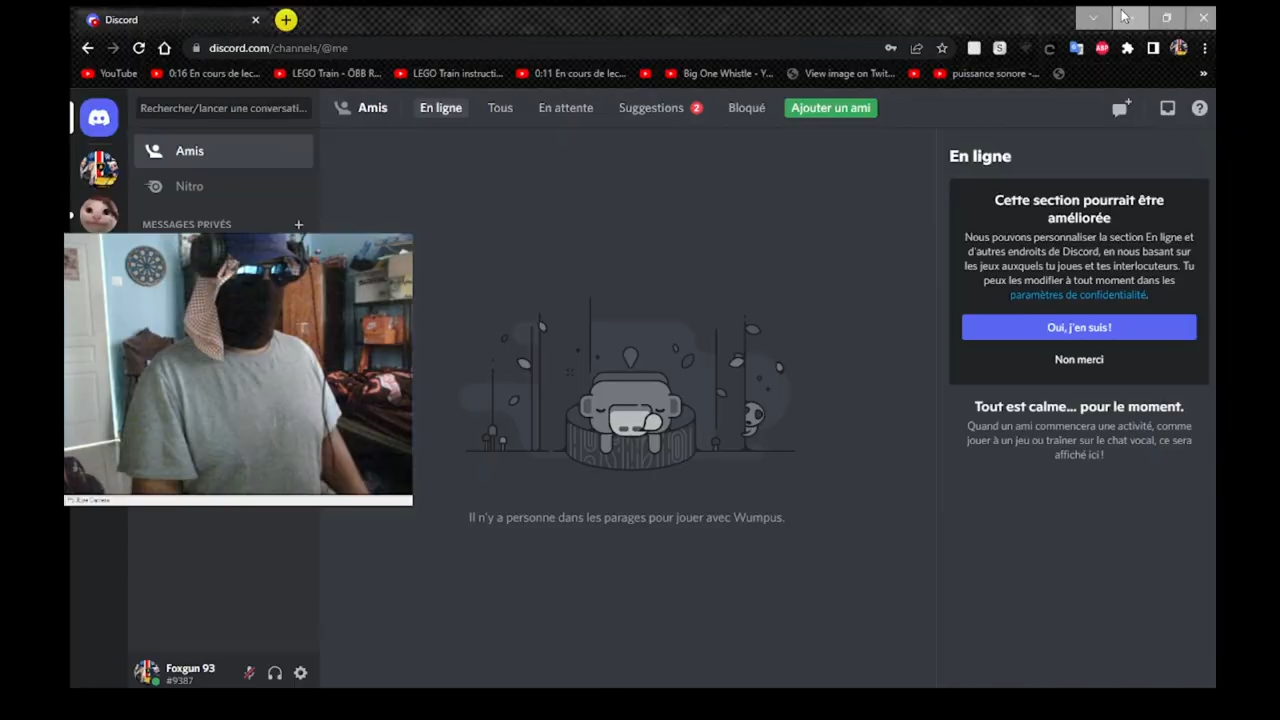 Discord
discord.com/channels/@me
YouTube
0:16 En cours de lec...
LEGO Train - ÖBB R...
LEGO Train instructi...
0:11 En cours de lec...
Big One Whistle - Y...
View image on Twit...
puissance sonore -...
»
Rechercher/lancer une conversati...
Amis
En ligne
Tous
En attente
Suggestions
2
Bloqué
Ajouter un ami
Amis
Nitro
MESSAGES PRIVÉS
En ligne
Cette section pourrait être
améliorée
Nous pouvons personnaliser la section En ligne et
d'autres endroits de Discord, en nous basant sur
les jeux auxquels tu joues et tes interlocuteurs. Tu
peux les modifier à tout moment dans les
paramètres de confidentialité.
Oui, j'en suis !
Non merci
Tout est calme... pour le moment.
Quand un ami commencera une activité, comme
jouer à un jeu ou traîner sur le chat vocal, ce sera
affiché ici !
Il n'y a personne dans les parages pour jouer avec Wumpus.
Foxgun 93
#9387